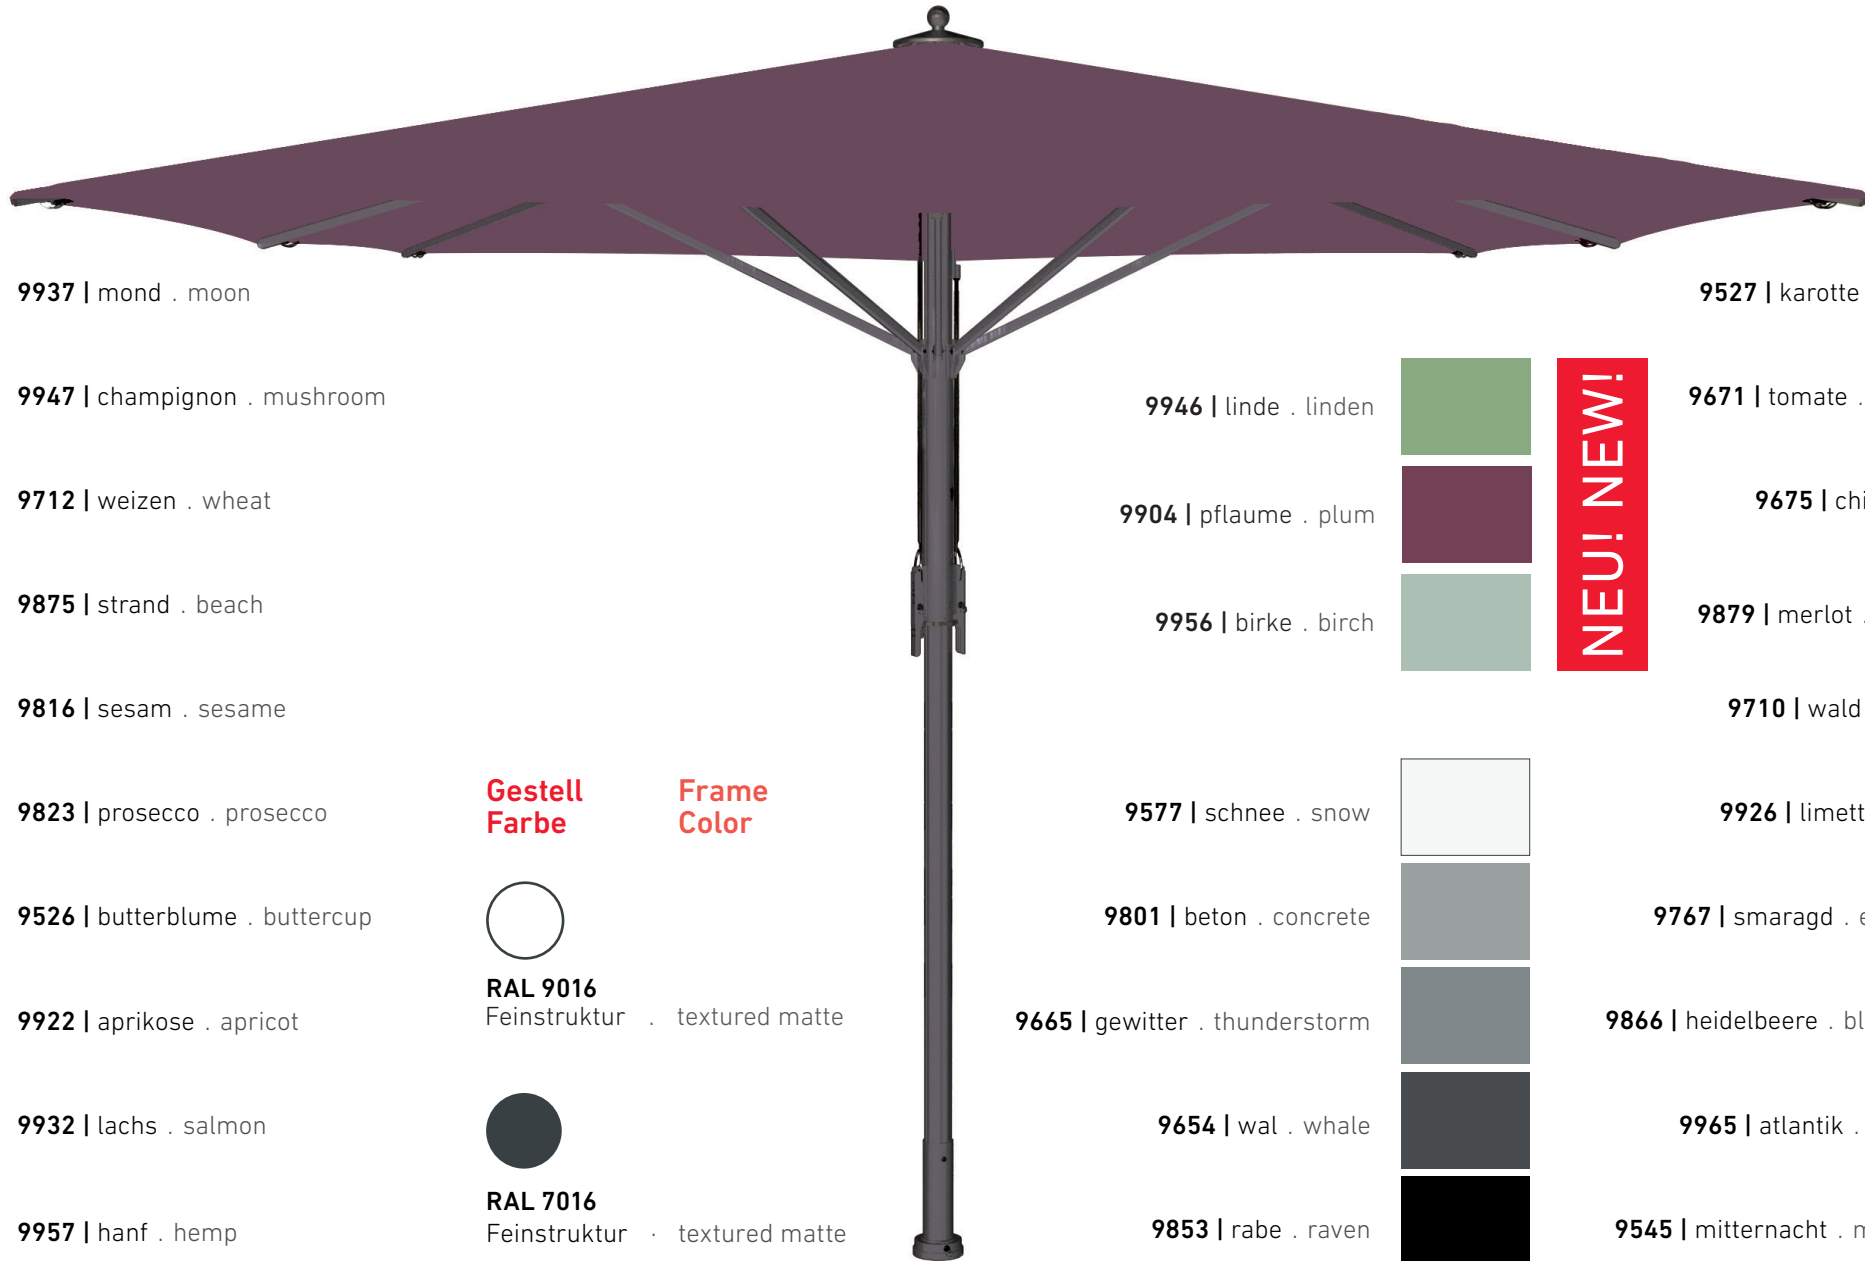 9937 | mond . moon
9947 | champignon . mushroom
9712 | weizen . wheat
9875 | strand . beach
9816 | sesam . sesame
9823 | prosecco . prosecco
9526 | butterblume . buttercup
9922 | aprikose . apricot
9932 | lachs . salmon
9957 | hanf . hemp
Gestell Frame
Farbe Color
RAL 9016
Feinstruktur . textured matte
RAL 7016
Feinstruktur · textured matte
9946 | linde . linden
9904 | pflaume . plum
9956 | birke . birch
NEU! NEW!
9577 | schnee . snow
9801 | beton . concrete
9665 | gewitter . thunderstorm
9654 | wal . whale
9853 | rabe . raven
9527 | karotte
9671 | tomate .
9675 |
9879 | merlot .
9710 | wald
9926 |
9767 | smaragd .
9866 | heidelbeere .
9965 | atlantik .
9545 | mitternacht .